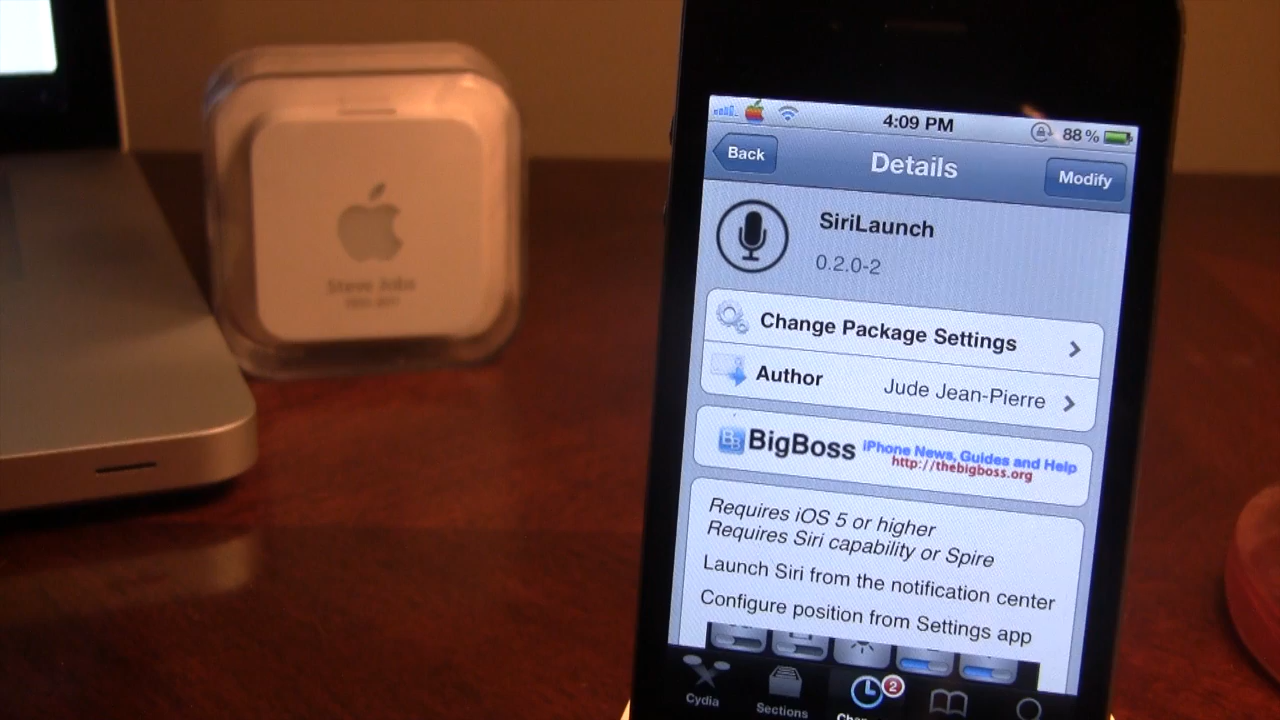 Steve Jobs
4:09 PM
88%
Back
Details
Modify
SiriLaunch
0.2.0-2
Change Package Settings
Author Jude Jean-Pierre
BigBoss iPhone News, Guides and Help
http://thebigboss.org
Requires iOS 5 or higher
Requires Siri capability or Spire
Launch Siri from the notification center
Configure position from Settings app
2
Cydia
Sections